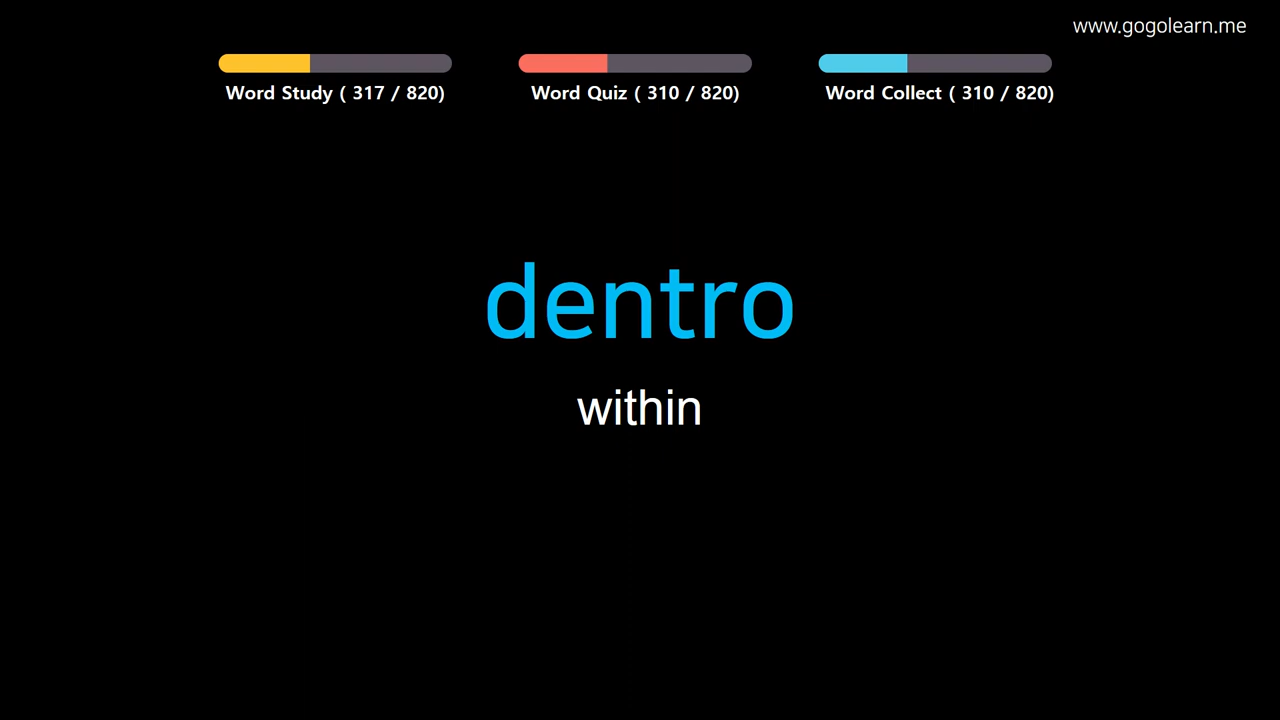 www.gogolearn.me
Word Study ( 317 / 820)
Word Quiz ( 310 / 820)
Word Collect ( 310 / 820)
dentro
within